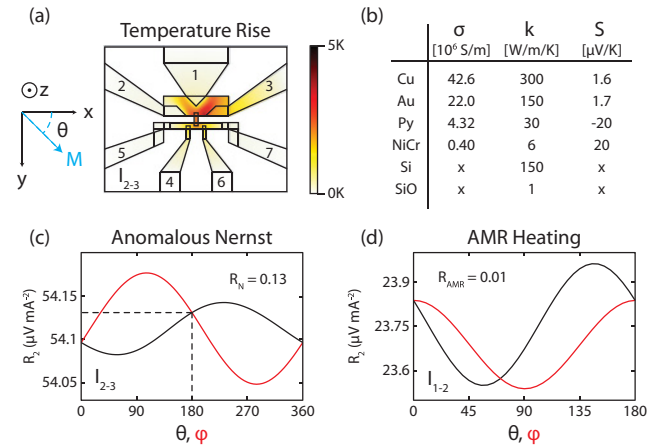 (a)
Temperature Rise
5K
0K
z
x
θ
M
y
1
2
3
5
7
4
6
I2-3
(b)
σ k S
[10⁶ S/m] [W/m/K] [μV/K]
Cu 42.6 300 1.6
Au 22.0 150 1.7
Py 4.32 30 -20
NiCr 0.40 6 20
Si x 150 x
SiO x 1 x
(c) Anomalous Nernst
R2 (μV mA⁻²)
54.15
54.1
54.05
RN = 0.13
I2-3
0 90 180 270 360
θ, φ
(d) AMR Heating
R2 (μV mA⁻²)
23.9
23.75
23.6
RAMR = 0.01
I1-2
0 45 90 135 180
θ, φ